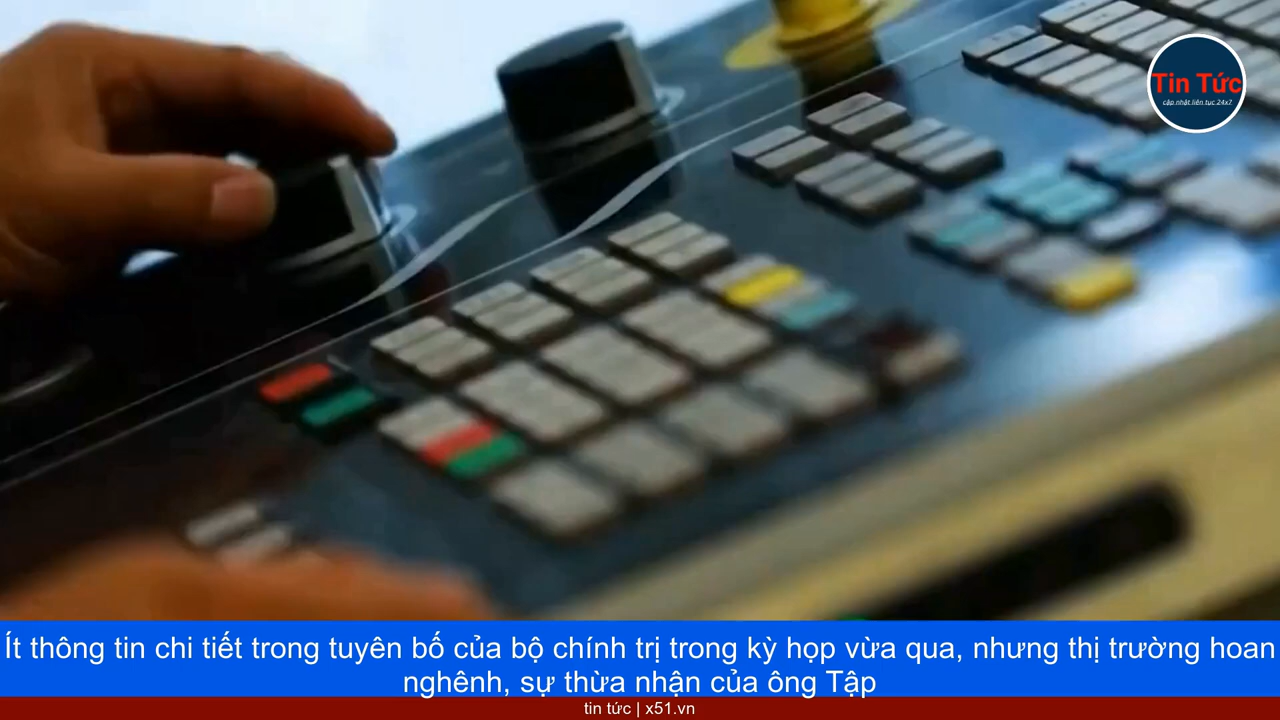 Tin Tức
cập nhật liên tục 24x7
Ít thông tin chi tiết trong tuyên bố của bộ chính trị trong kỳ họp vừa qua, nhưng thị trường hoan
nghênh, sự thừa nhận của ông Tập
tin tức | x51.vn